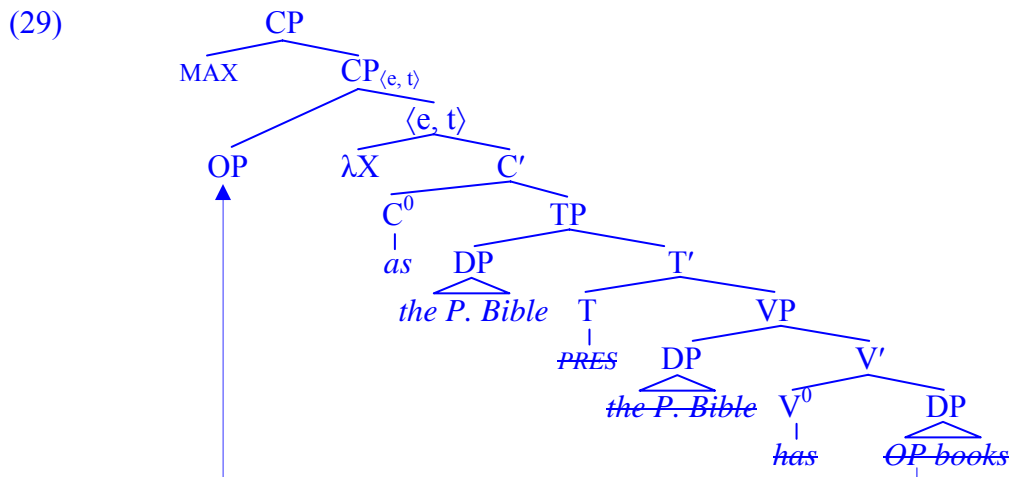 (29) CP
MAX CP⟨e, t⟩
⟨e, t⟩
OP λX C′
C⁰ TP
as DP T′
the P. Bible T VP
PRES DP V′
the P. Bible V⁰ DP
has OP books